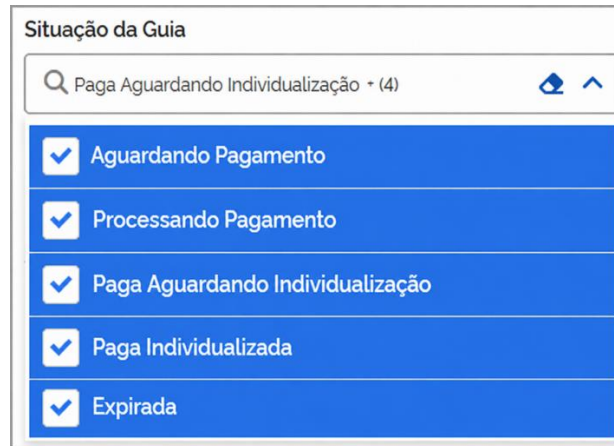 Situação da Guia
Paga Aguardando Individualização + (4)
Aguardando Pagamento
Processando Pagamento
Paga Aguardando Individualização
Paga Individualizada
Expirada